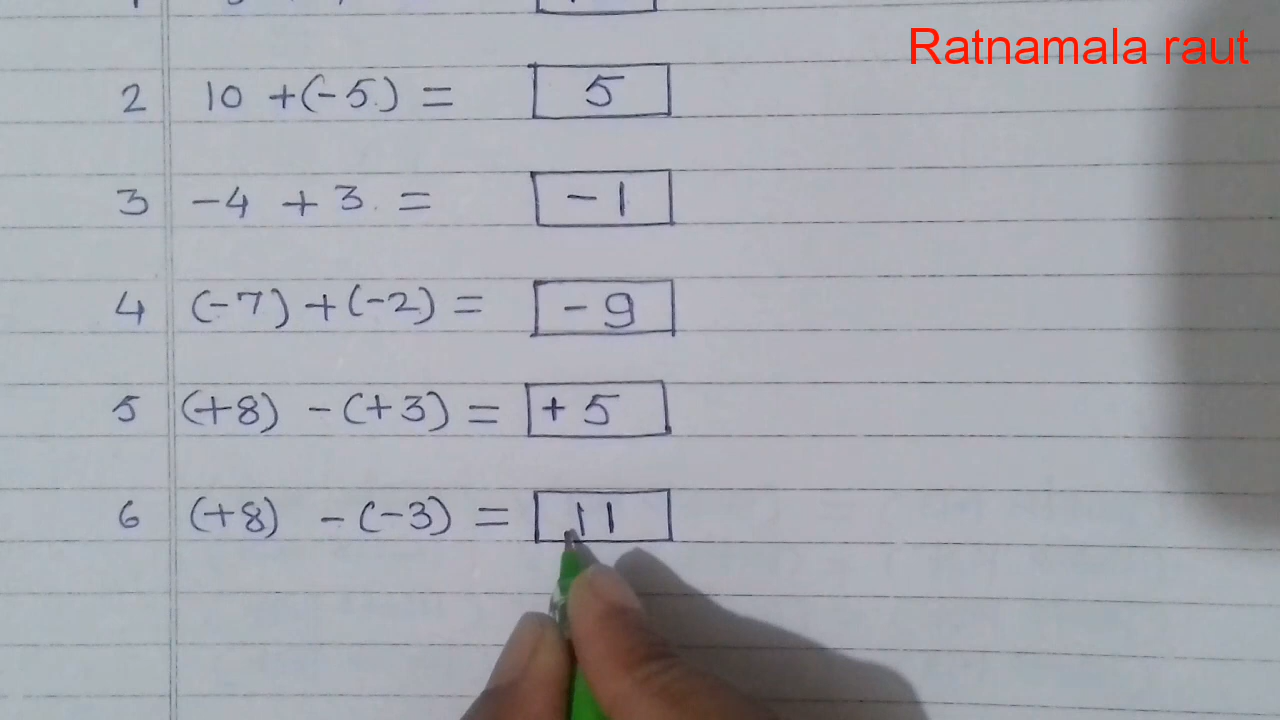 Ratnamala raut
2 10 +(-5) = 5
3 -4 + 3 = -1
4 (-7) + (-2) = -9
5 (+8) - (+3) = +5
6 (+8) - (-3) = 11